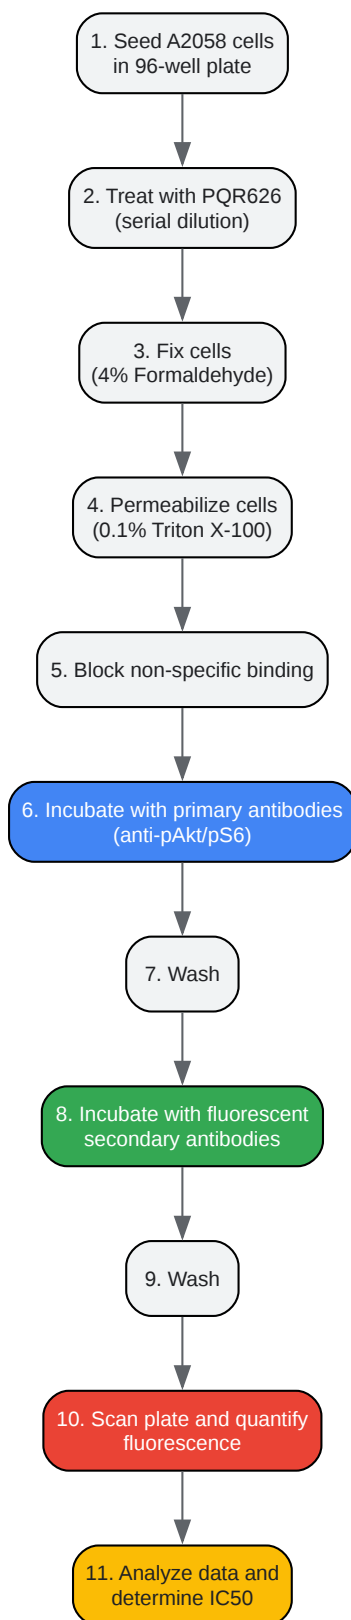 1. Seed A2058 cells
in 96-well plate
2. Treat with PQR626
(serial dilution)
3. Fix cells
(4% Formaldehyde)
4. Permeabilize cells
(0.1% Triton X-100)
5. Block non-specific binding
6. Incubate with primary antibodies
(anti-pAkt/pS6)
7. Wash
8. Incubate with fluorescent
secondary antibodies
9. Wash
10. Scan plate and quantify
fluorescence
11. Analyze data and
determine IC50